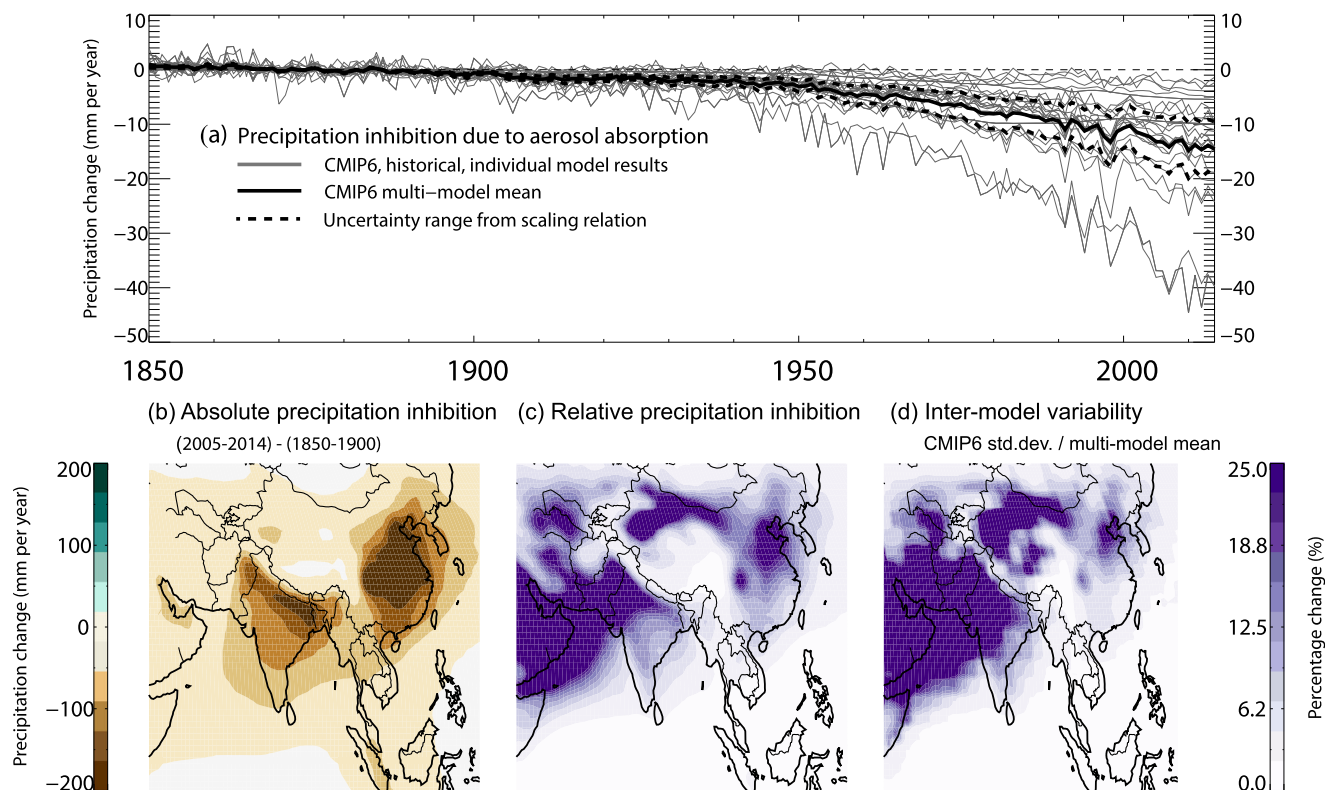 10 10
0 0
−10 −10
−20 −20
−30 −30
−40 −40
−50 −50
Precipitation change (mm per year)
(a) Precipitation inhibition due to aerosol absorption
CMIP6, historical, individual model results
CMIP6 multi−model mean
Uncertainty range from scaling relation
1850 1900 1950 2000
(b) Absolute precipitation inhibition (c) Relative precipitation inhibition (d) Inter-model variability
(2005-2014) - (1850-1900) CMIP6 std.dev. / multi-model mean
Precipitation change (mm per year)
200
100
0
−100
−200
25.0
18.8
12.5
6.2
0.0
Percentage change (%)